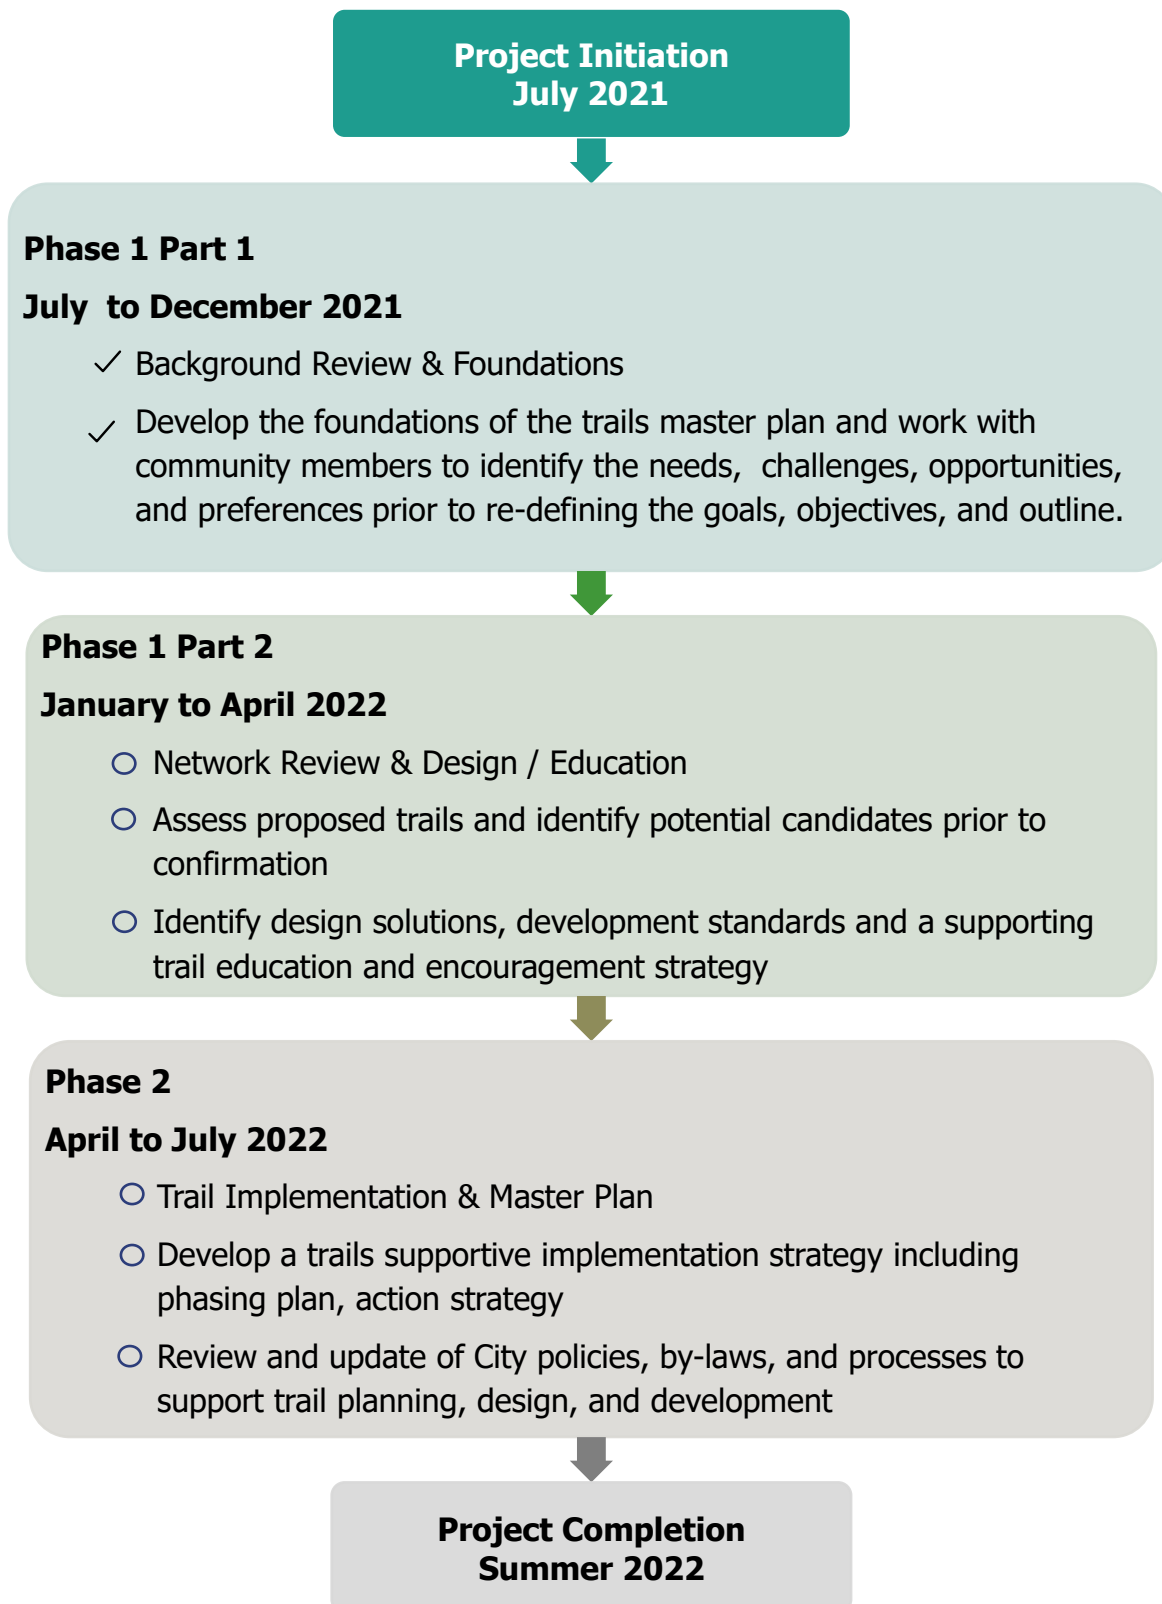 Project Initiation
July 2021
Phase 1 Part 1
July  to December 2021
Background Review & Foundations
Develop the foundations of the trails master plan and work with
community members to identify the needs,  challenges, opportunities,
and preferences prior to re-defining the goals, objectives, and outline.
Phase 1 Part 2
January to April 2022
Network Review & Design / Education
Assess proposed trails and identify potential candidates prior to
confirmation
Identify design solutions, development standards and a supporting
trail education and encouragement strategy
Phase 2
April to July 2022
Trail Implementation & Master Plan
Develop a trails supportive implementation strategy including
phasing plan, action strategy
Review and update of City policies, by-laws, and processes to
support trail planning, design, and development
Project Completion
Summer 2022